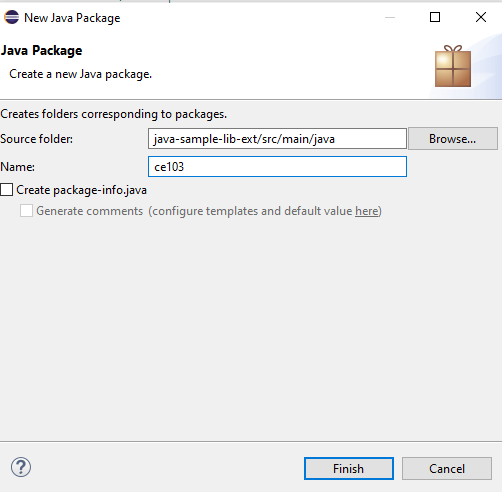 New Java Package
Java Package
Create a new Java package.
Creates folders corresponding to packages.
Source folder: java-sample-lib-ext/src/main/java Browse...
Name: ce103
Create package-info.java
Generate comments (configure templates and default value here)
? Finish Cancel